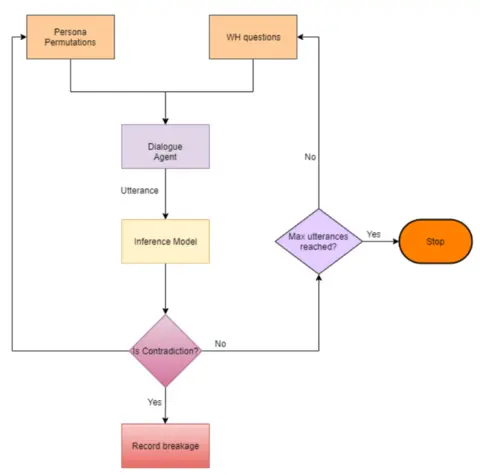 Persona
Permutations
WH questions
Dialogue
Agent
No
Utterance
Inference Model
Max utterances
reached?
Yes
Stop
Is Contradiction?
No
Yes
Record breakage